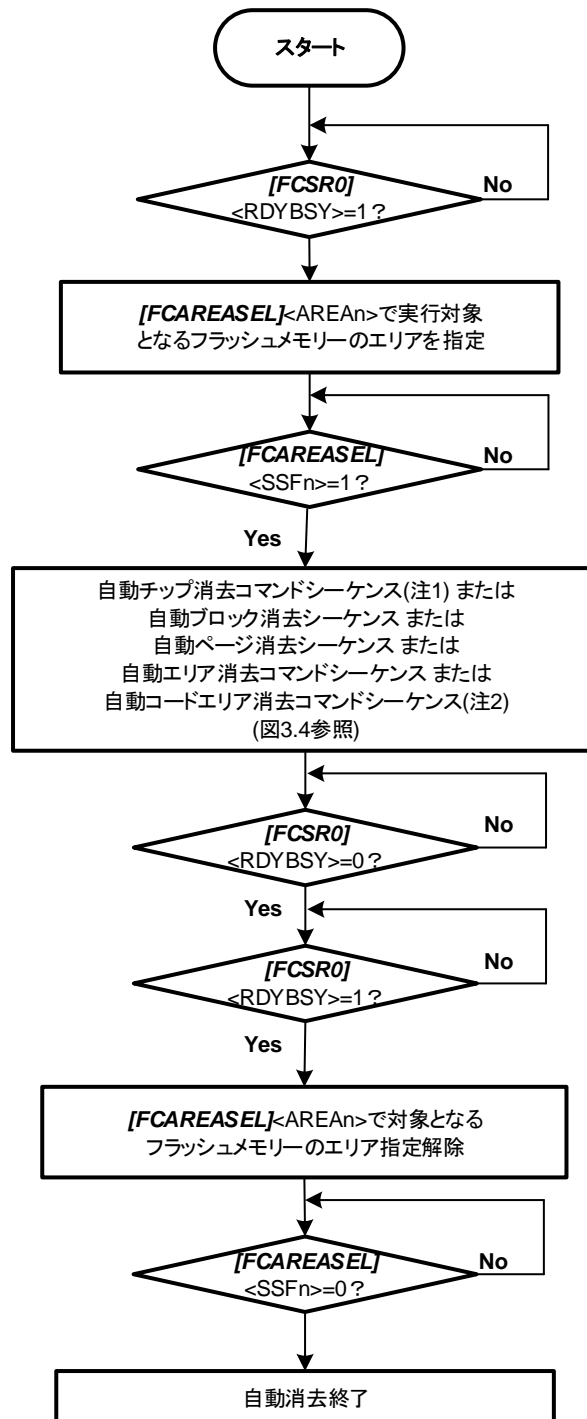 スタート
[FCSR0]
<RDYBSY>=1?
No
[FCAREASEL]<AREAn>で実行対象
となるフラッシュメモリーのエリアを指定
[FCAREASEL]
<SSFn>=1?
No
Yes
自動チップ消去コマンドシーケンス(注1) または
自動ブロック消去シーケンス または
自動ページ消去シーケンス または
自動エリア消去コマンドシーケンス または
自動コードエリア消去コマンドシーケンス(注2)
(図3.4参照)
[FCSR0]
<RDYBSY>=0?
No
Yes
[FCSR0]
<RDYBSY>=1?
No
Yes
[FCAREASEL]<AREAn>で対象となる
フラッシュメモリーのエリア指定解除
[FCAREASEL]
<SSFn>=0?
No
自動消去終了